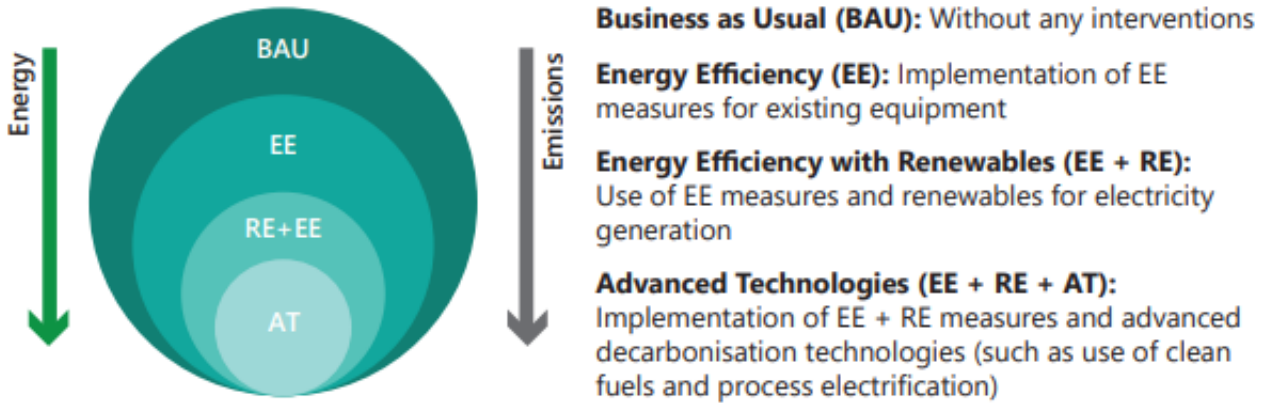 Energy
BAU
EE
RE+EE
AT
Emissions
Business as Usual (BAU): Without any interventions
Energy Efficiency (EE): Implementation of EE
measures for existing equipment
Energy Efficiency with Renewables (EE + RE):
Use of EE measures and renewables for electricity
generation
Advanced Technologies (EE + RE + AT):
Implementation of EE + RE measures and advanced
decarbonisation technologies (such as use of clean
fuels and process electrification)